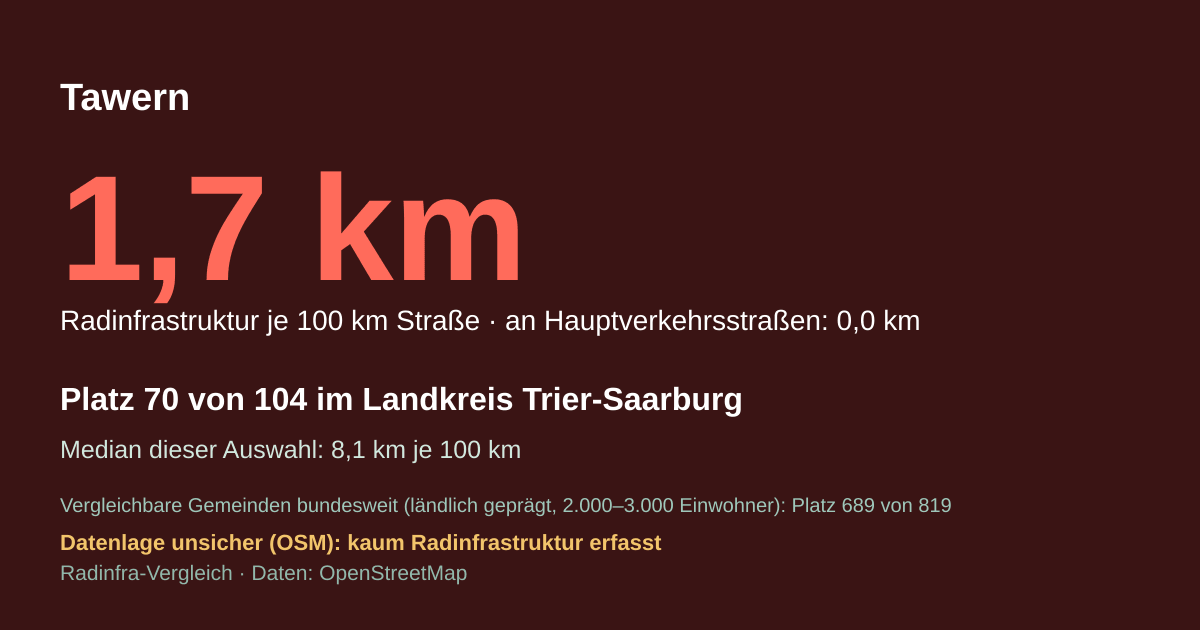 Tawern
1,7 km
Radinfrastruktur je 100 km Straße · an Hauptverkehrsstraßen: 0,0 km
Platz 70 von 104 im Landkreis Trier-Saarburg
Median dieser Auswahl: 8,1 km je 100 km
Vergleichbare Gemeinden bundesweit (ländlich geprägt, 2.000–3.000 Einwohner): Platz 689 von 819
Datenlage unsicher (OSM): kaum Radinfrastruktur erfasst
Radinfra-Vergleich · Daten: OpenStreetMap